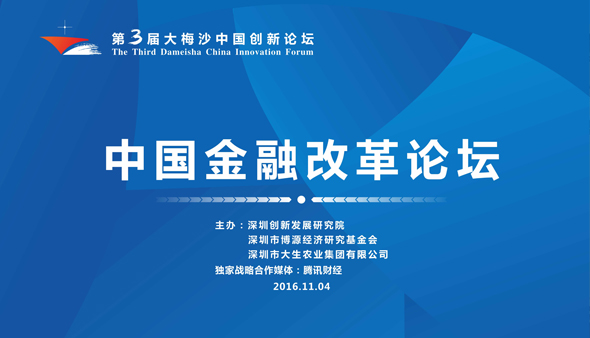 第3届大梅沙中国创新论坛
The Third Dameisha China Innovation Forum
中国金融改革论坛
主办：深圳创新发展研究院
深圳市博源经济研究基金会
深圳市大生农业集团有限公司
独家战略合作媒体：腾讯财经
2016.11.04